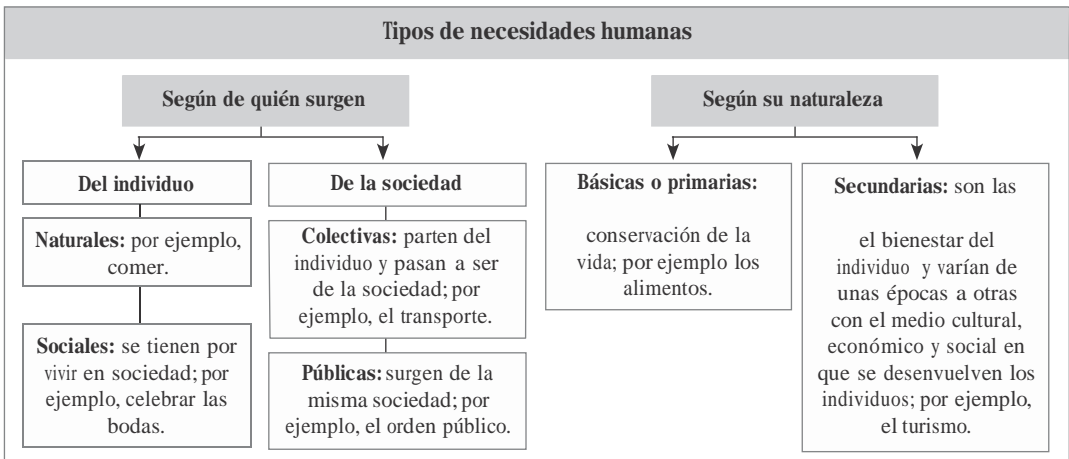 Tipos de necesidades humanas
Según de quién surgen
Del individuo
Naturales: por ejemplo,
comer.
Sociales: se tienen por
vivir en sociedad; por
ejemplo, celebrar las
bodas.
De la sociedad
Colectivas: parten del
individuo y pasan a ser
de la sociedad; por
ejemplo, el transporte.
Públicas: surgen de la
misma sociedad; por
ejemplo, el orden público.
Según su naturaleza
Básicas o primarias:
conservación de la
vida; por ejemplo los
alimentos.
Secundarias: son las
el bienestar del
individuo y varían de
unas épocas a otras
con el medio cultural,
económico y social en
que se desenvuelven los
individuos; por ejemplo,
el turismo.